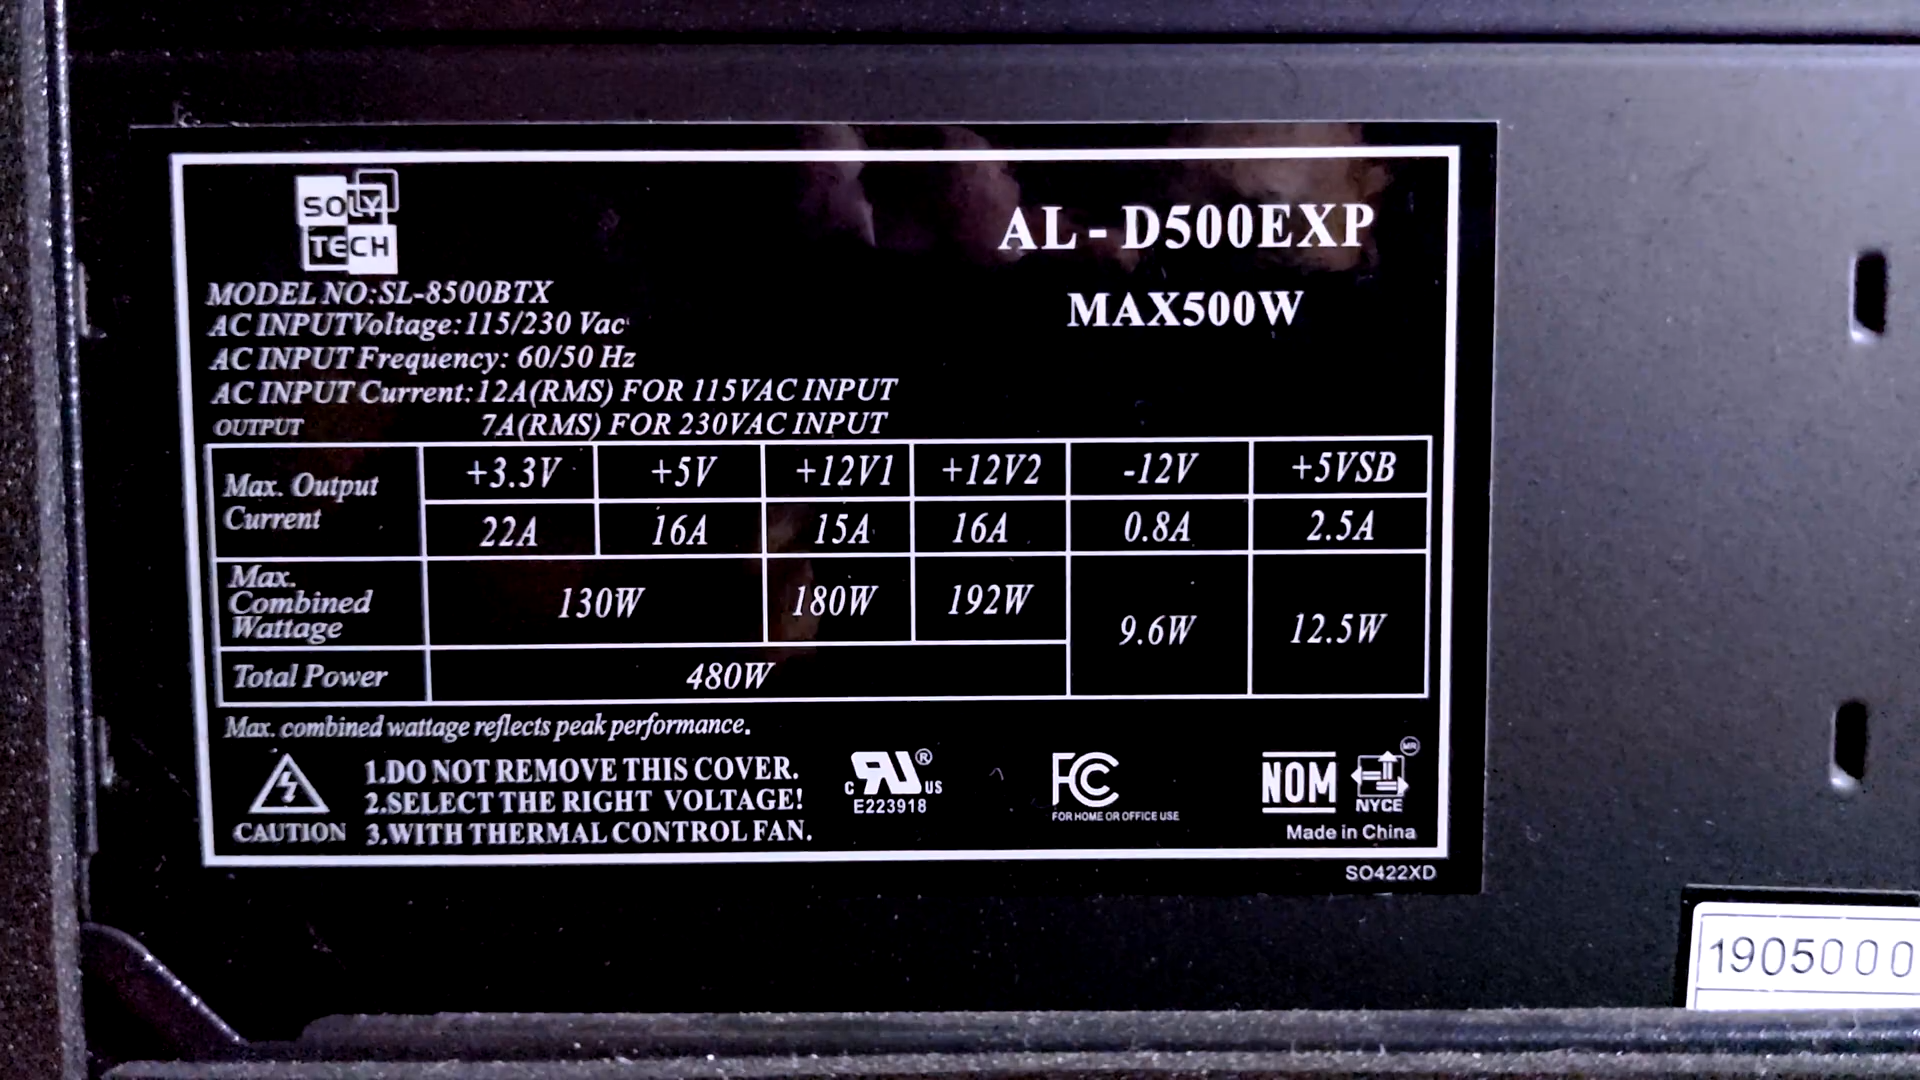 SOLY
TECH
AL - D500EXP
MAX500W
MODEL NO:SL-8500BTX
AC INPUT Voltage:115/230 Vac
AC INPUT Frequency: 60/50 Hz
AC INPUT Current:12A(RMS) FOR 115VAC INPUT
OUTPUT 7A(RMS) FOR 230VAC INPUT
Max. Output Current +3.3V +5V +12V1 +12V2 -12V +5VSB
22A 16A 15A 16A 0.8A 2.5A
Max. Combined Wattage 130W 180W 192W 9.6W 12.5W
Total Power 480W
Max. combined wattage reflects peak performance.
CAUTION
1.DO NOT REMOVE THIS COVER.
2.SELECT THE RIGHT VOLTAGE!
3.WITH THERMAL CONTROL FAN.
c RU ® US
E223918
FC
FOR HOME OR OFFICE USE
NOM
MR
NYCE
Made in China
SO422XD
1905000